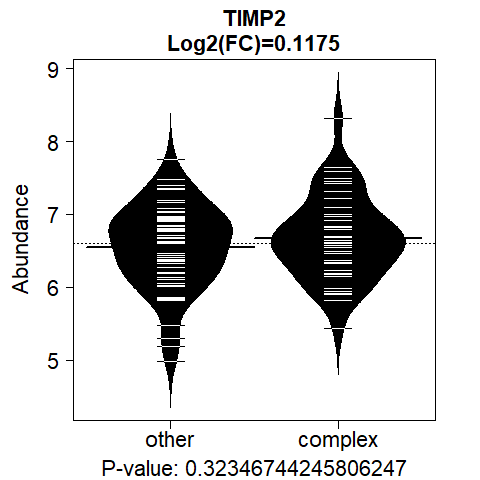 TIMP2
Log2(FC)=0.1175
9
8
7
6
5
Abundance
other complex
P-value: 0.32346744245806247